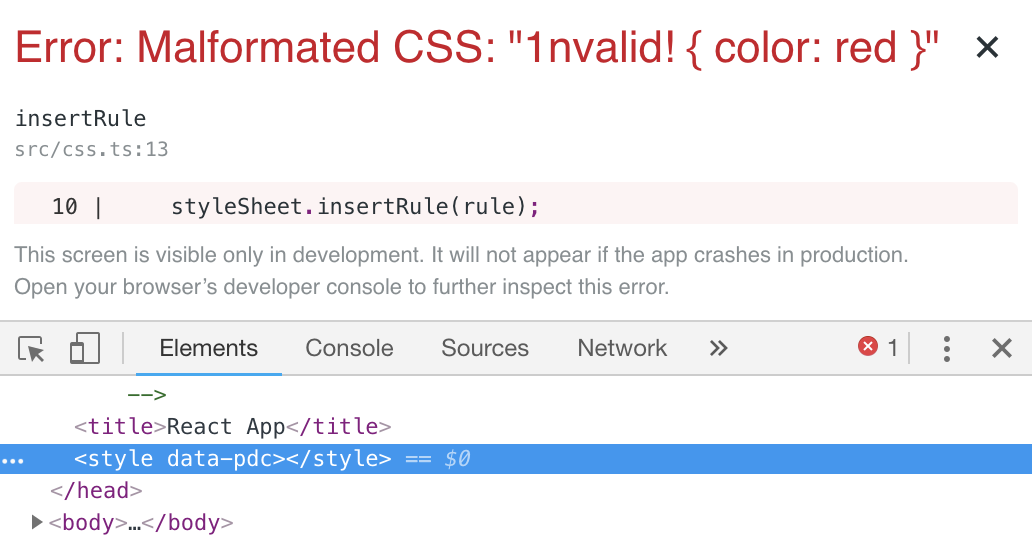 Error: Malformated CSS: "1nvalid! { color: red }" ×
insertRule
src/css.ts:13
10 | styleSheet.insertRule(rule);
This screen is visible only in development. It will not appear if the app crashes in production.
Open your browser’s developer console to further inspect this error.
Elements Console Sources Network » 1
-->
<title>React App</title>
… <style data-pdc></style> == $0
</head>
<body>…</body>